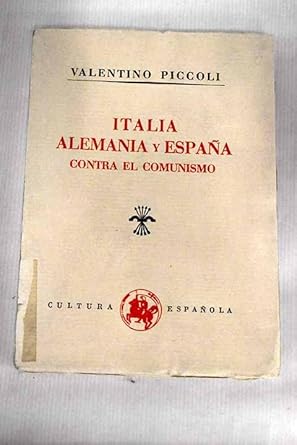 VALENTINO PICCOLI
ITALIA
ALEMANIA Y ESPAÑA
CONTRA EL COMUNISMO
CULTURA ESPAÑOLA